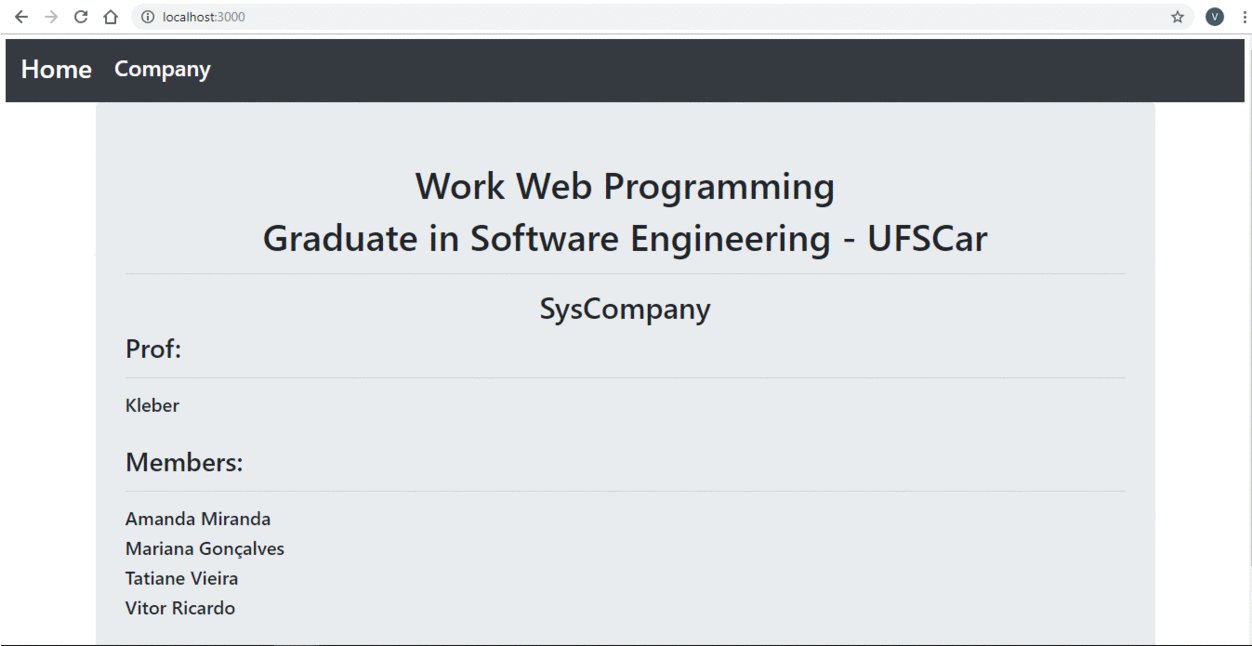 localhost:3000
V
Home Company
Work Web Programming
Graduate in Software Engineering - UFSCar
SysCompany
Prof:
Kleber
Members:
Amanda Miranda
Mariana Gonçalves
Tatiane Vieira
Vitor Ricardo